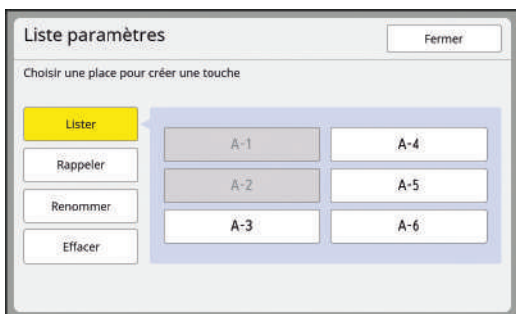 Liste paramètres
Fermer
Choisir une place pour créer une touche
Lister
Rappeler
Renommer
Effacer
A-1
A-4
A-2
A-5
A-3
A-6